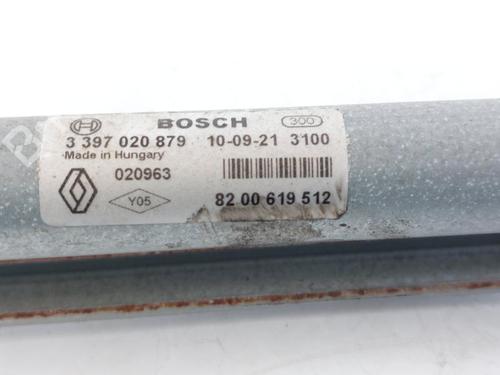 BOSCH 300
3 397 020 879 10-09-21 3100
Made in Hungary
020963
Y05 82 00 619 512